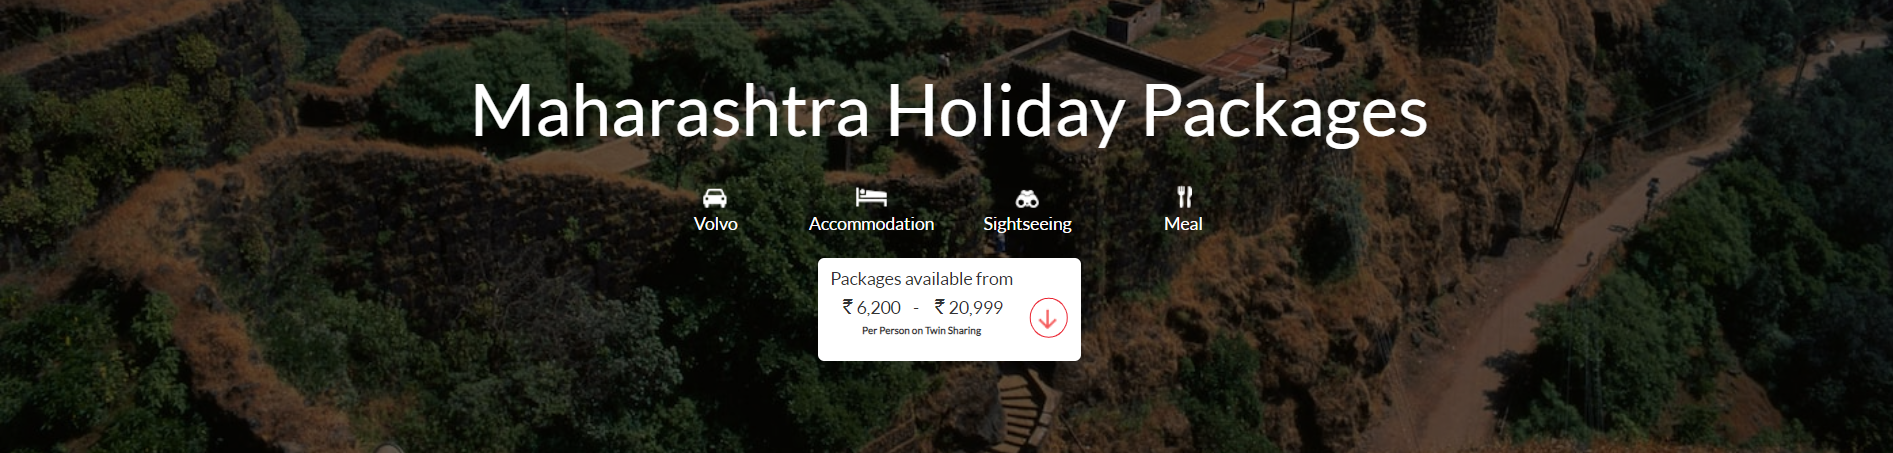 Maharashtra Holiday Packages
Volvo Accommodation Sightseeing Meal
Packages available from
₹ 6,200 - ₹ 20,999
Per Person on Twin Sharing